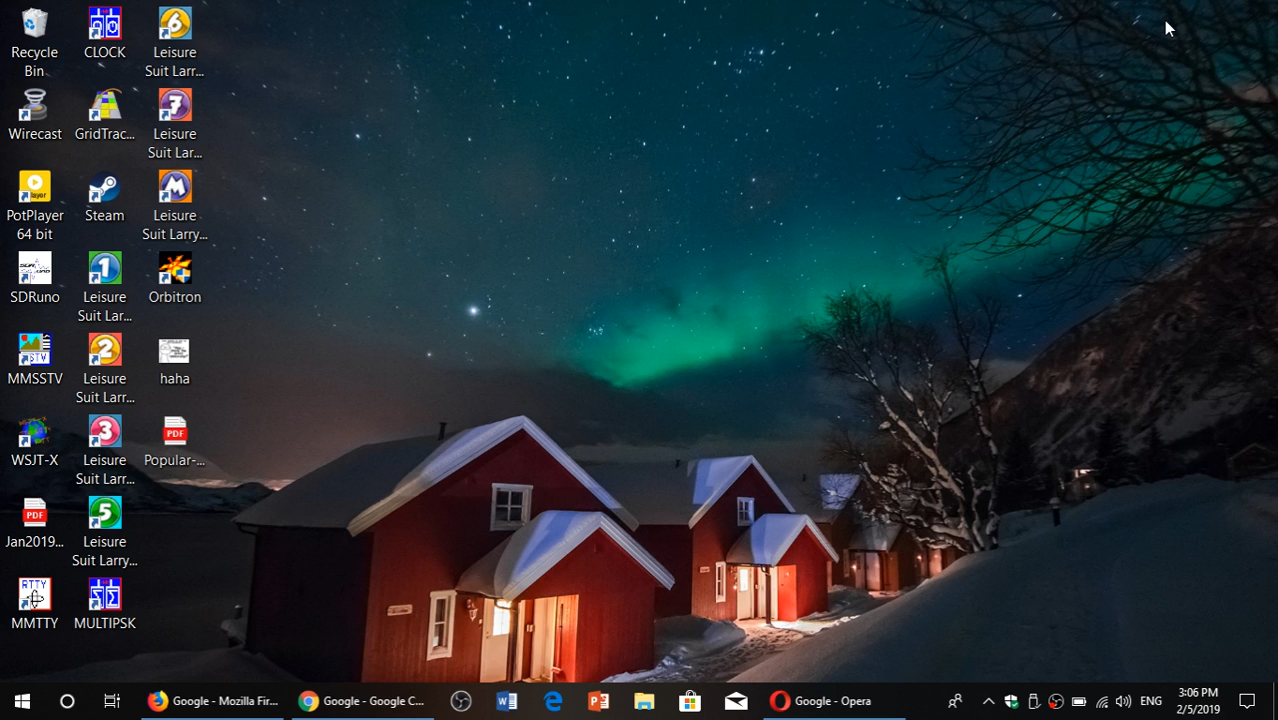 Recycle
Bin
CLOCK
Leisure
Suit Larr...
Wirecast
GridTrac...
Leisure
Suit Lar...
PotPlayer
64 bit
Steam
Leisure
Suit Larry...
SDRuno
Leisure
Suit Lar...
Orbitron
MMSSTV
Leisure
Suit Larr...
haha
WSJT-X
Leisure
Suit Lar...
Popular-...
Jan2019...
Leisure
Suit Larry...
MMTTY
MULTIPSK
Google - Mozilla Fir...
Google - Google C...
Google - Opera
ENG
3:06 PM
2/5/2019